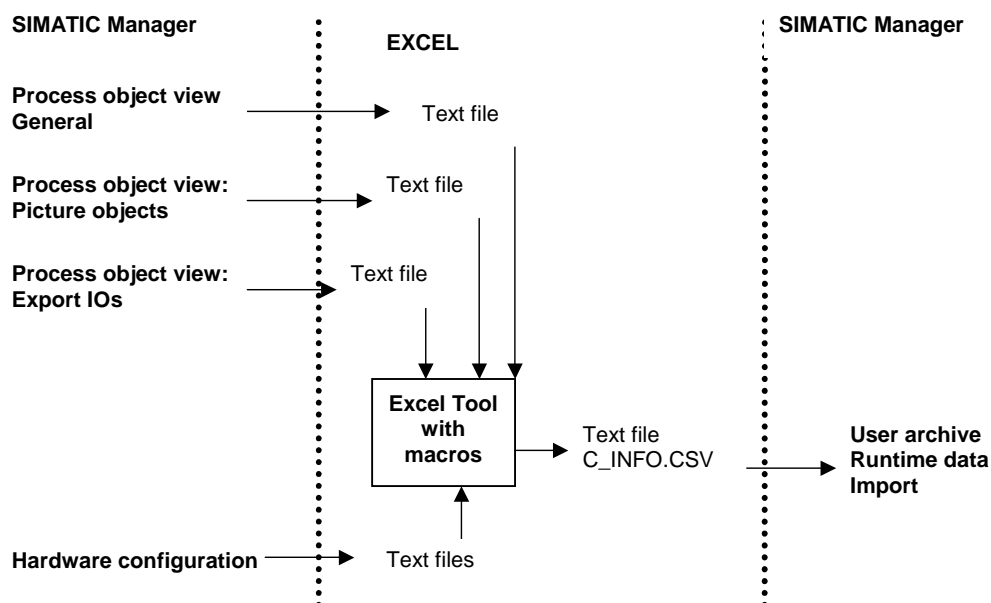 SIMATIC Manager
EXCEL
SIMATIC Manager
Process object view
General
Text file
Process object view:
Picture objects
Text file
Process object view:
Export IOs
Text file
Excel Tool
with
macros
Text file
C_INFO.CSV
User archive
Runtime data
Import
Hardware configuration
Text files